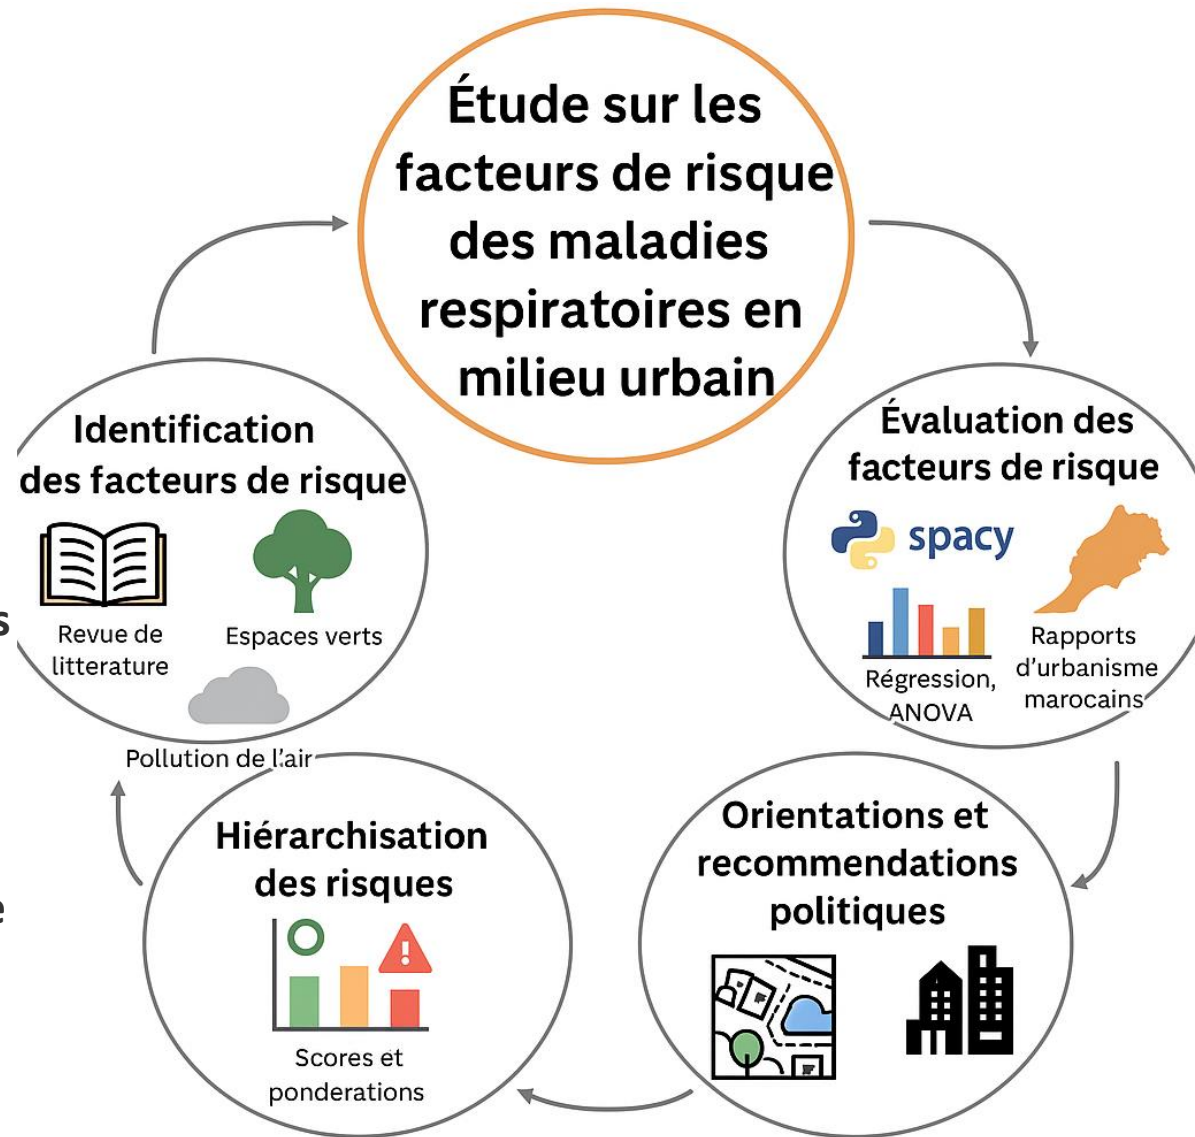 Étude sur les
facteurs de risque
des maladies
respiratoires en
milieu urbain
Identification
des facteurs de risque
Revue de
litterature
Espaces verts
Pollution de l'air
s
Évaluation des
facteurs de risque
spacy
Régression,
ANOVA
Rapports
d'urbanisme
marocains
Hiérarchisation
des risques
Scores et
ponderations
e
Orientations et
recommendations
politiques